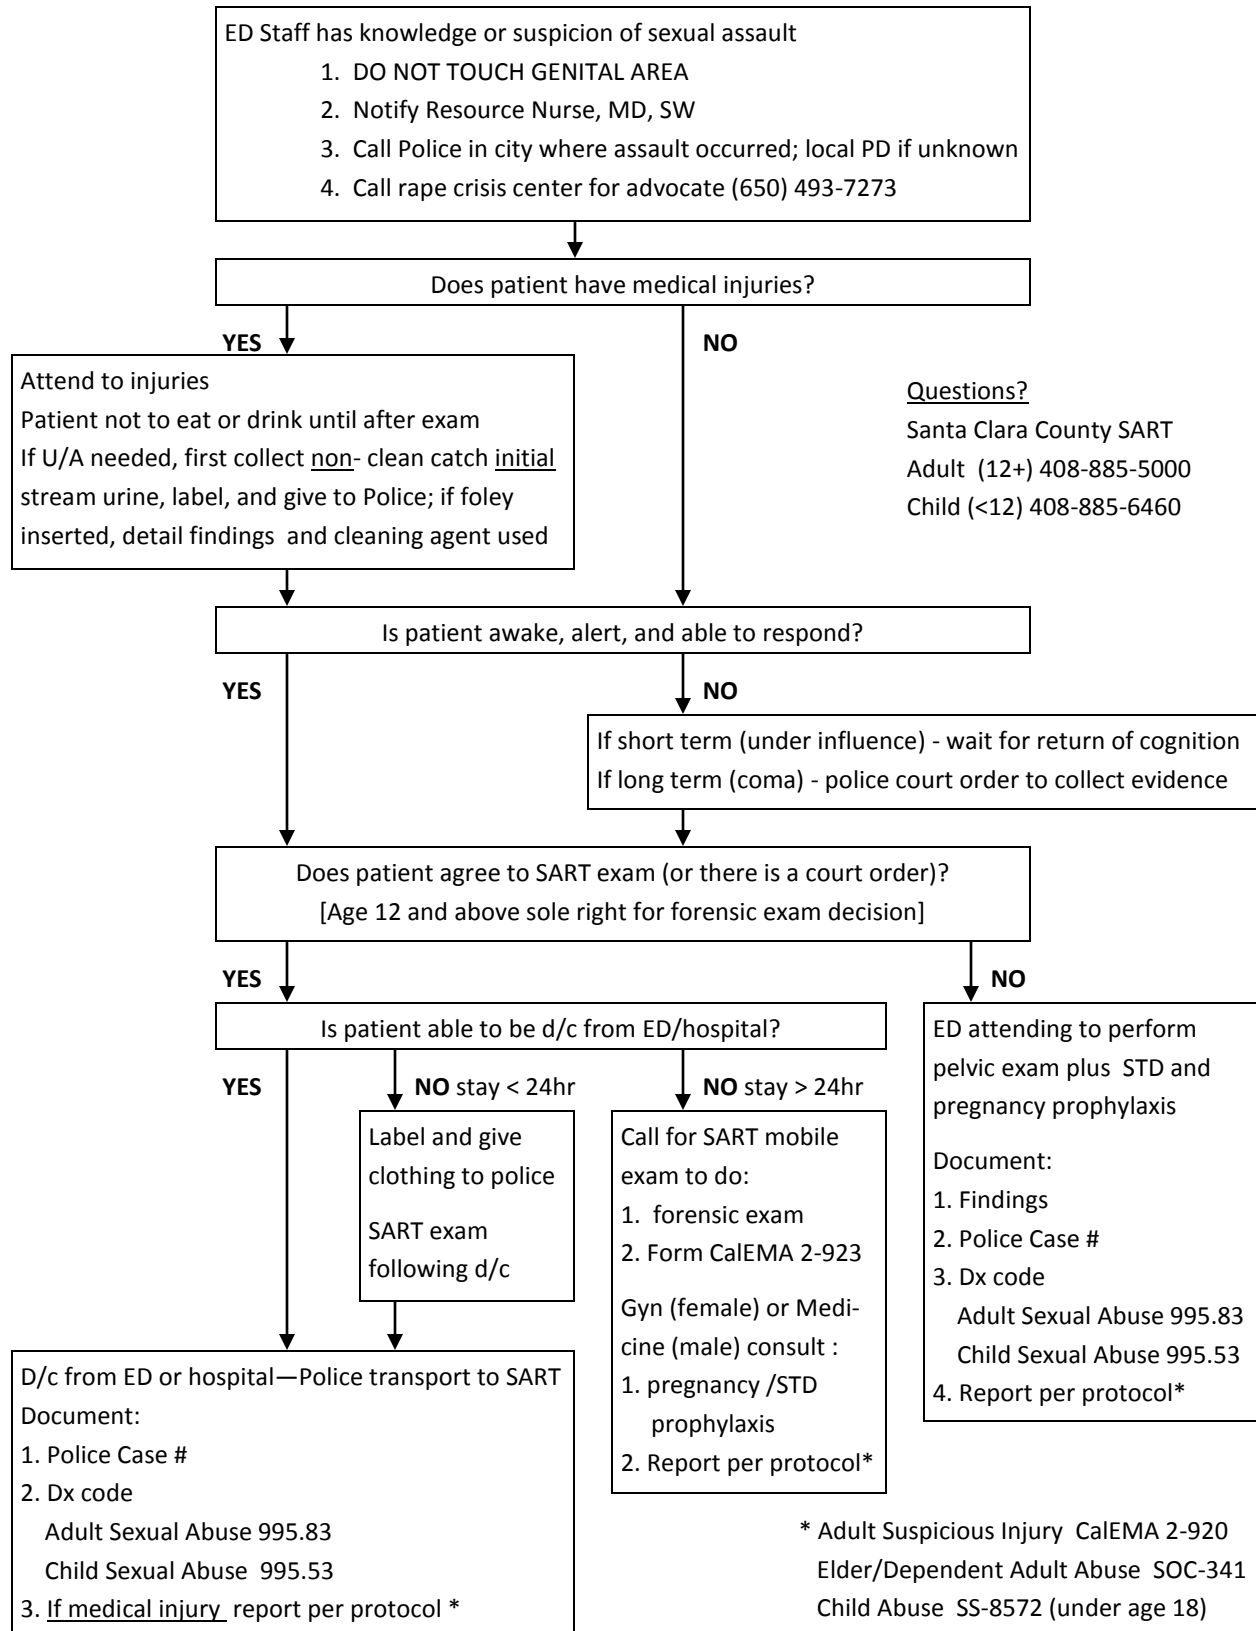 ED Staff has knowledge or suspicion of sexual assault
1. DO NOT TOUCH GENITAL AREA
2. Notify Resource Nurse, MD, SW
3. Call Police in city where assault occurred; local PD if unknown
4. Call rape crisis center for advocate (650) 493-7273
Does patient have medical injuries?
YES
NO
Attend to injuries
Patient not to eat or drink until after exam
If U/A needed, first collect non- clean catch initial
stream urine, label, and give to Police; if foley
inserted, detail findings and cleaning agent used
Questions?
Santa Clara County SART
Adult (12+) 408-885-5000
Child (<12) 408-885-6460
Is patient awake, alert, and able to respond?
YES
NO
If short term (under influence) - wait for return of cognition
If long term (coma) - police court order to collect evidence
Does patient agree to SART exam (or there is a court order)?
[Age 12 and above sole right for forensic exam decision]
YES
NO
Is patient able to be d/c from ED/hospital?
YES
NO stay < 24hr
NO stay > 24hr
Label and give
clothing to police
SART exam
following d/c
Call for SART mobile
exam to do:
1. forensic exam
2. Form CalEMA 2-923
Gyn (female) or Medi-
cine (male) consult :
1. pregnancy /STD
prophylaxis
2. Report per protocol*
ED attending to perform
pelvic exam plus STD and
pregnancy prophylaxis
Document:
1. Findings
2. Police Case #
3. Dx code
Adult Sexual Abuse 995.83
Child Sexual Abuse 995.53
4. Report per protocol*
D/c from ED or hospital—Police transport to SART
Document:
1. Police Case #
2. Dx code
Adult Sexual Abuse 995.83
Child Sexual Abuse 995.53
3. If medical injury report per protocol *
* Adult Suspicious Injury CalEMA 2-920
Elder/Dependent Adult Abuse SOC-341
Child Abuse SS-8572 (under age 18)